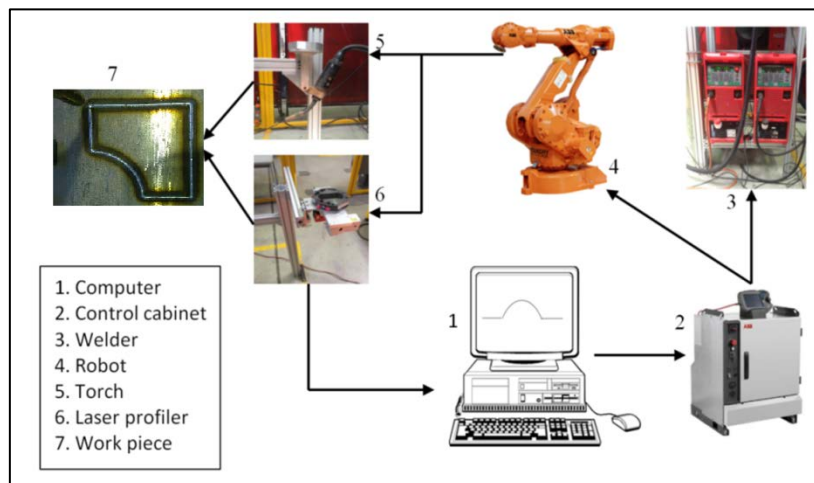 5
7
4
6
3
1. Computer
2. Control cabinet
3. Welder
4. Robot
5. Torch
6. Laser profiler
7. Work piece
1
2
ABB